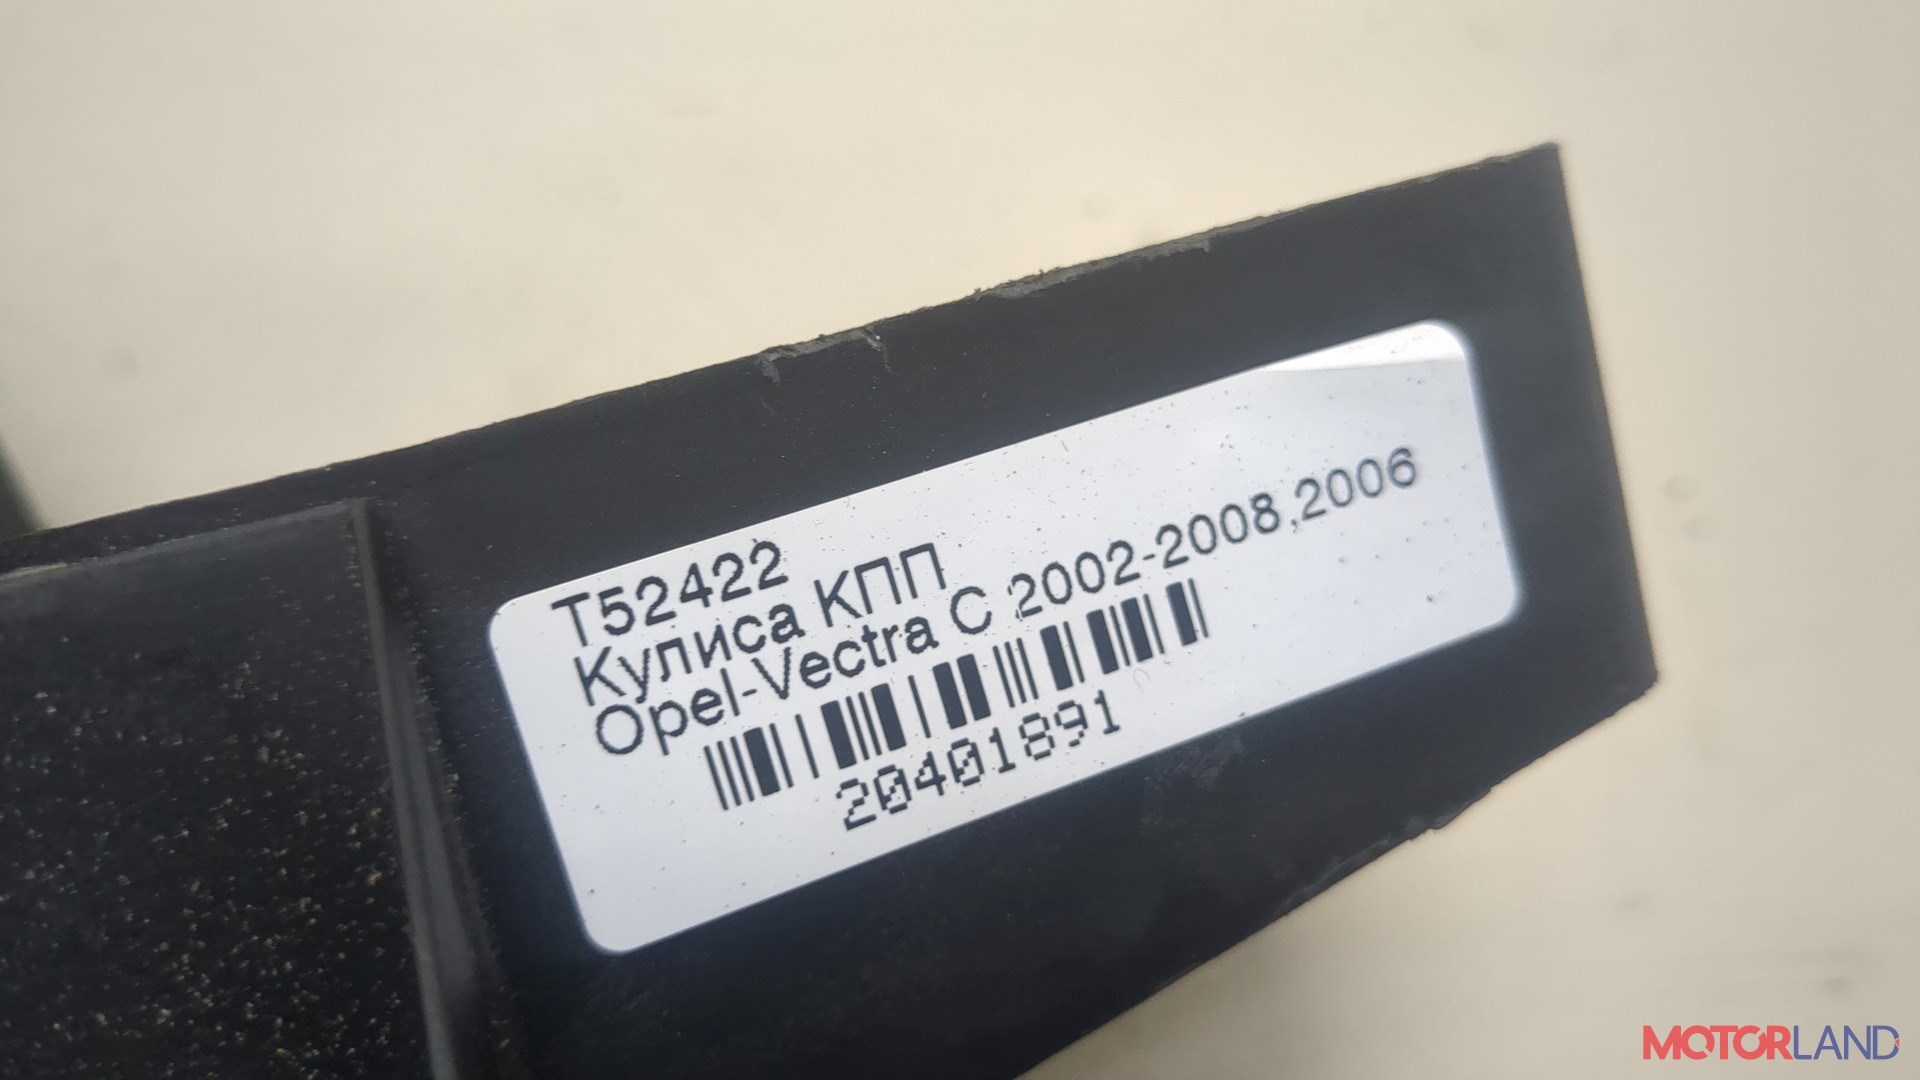 T52422
Кулиса КПП
Opel-Vectra C 2002-2008,2006
20401891
MOTORLAND